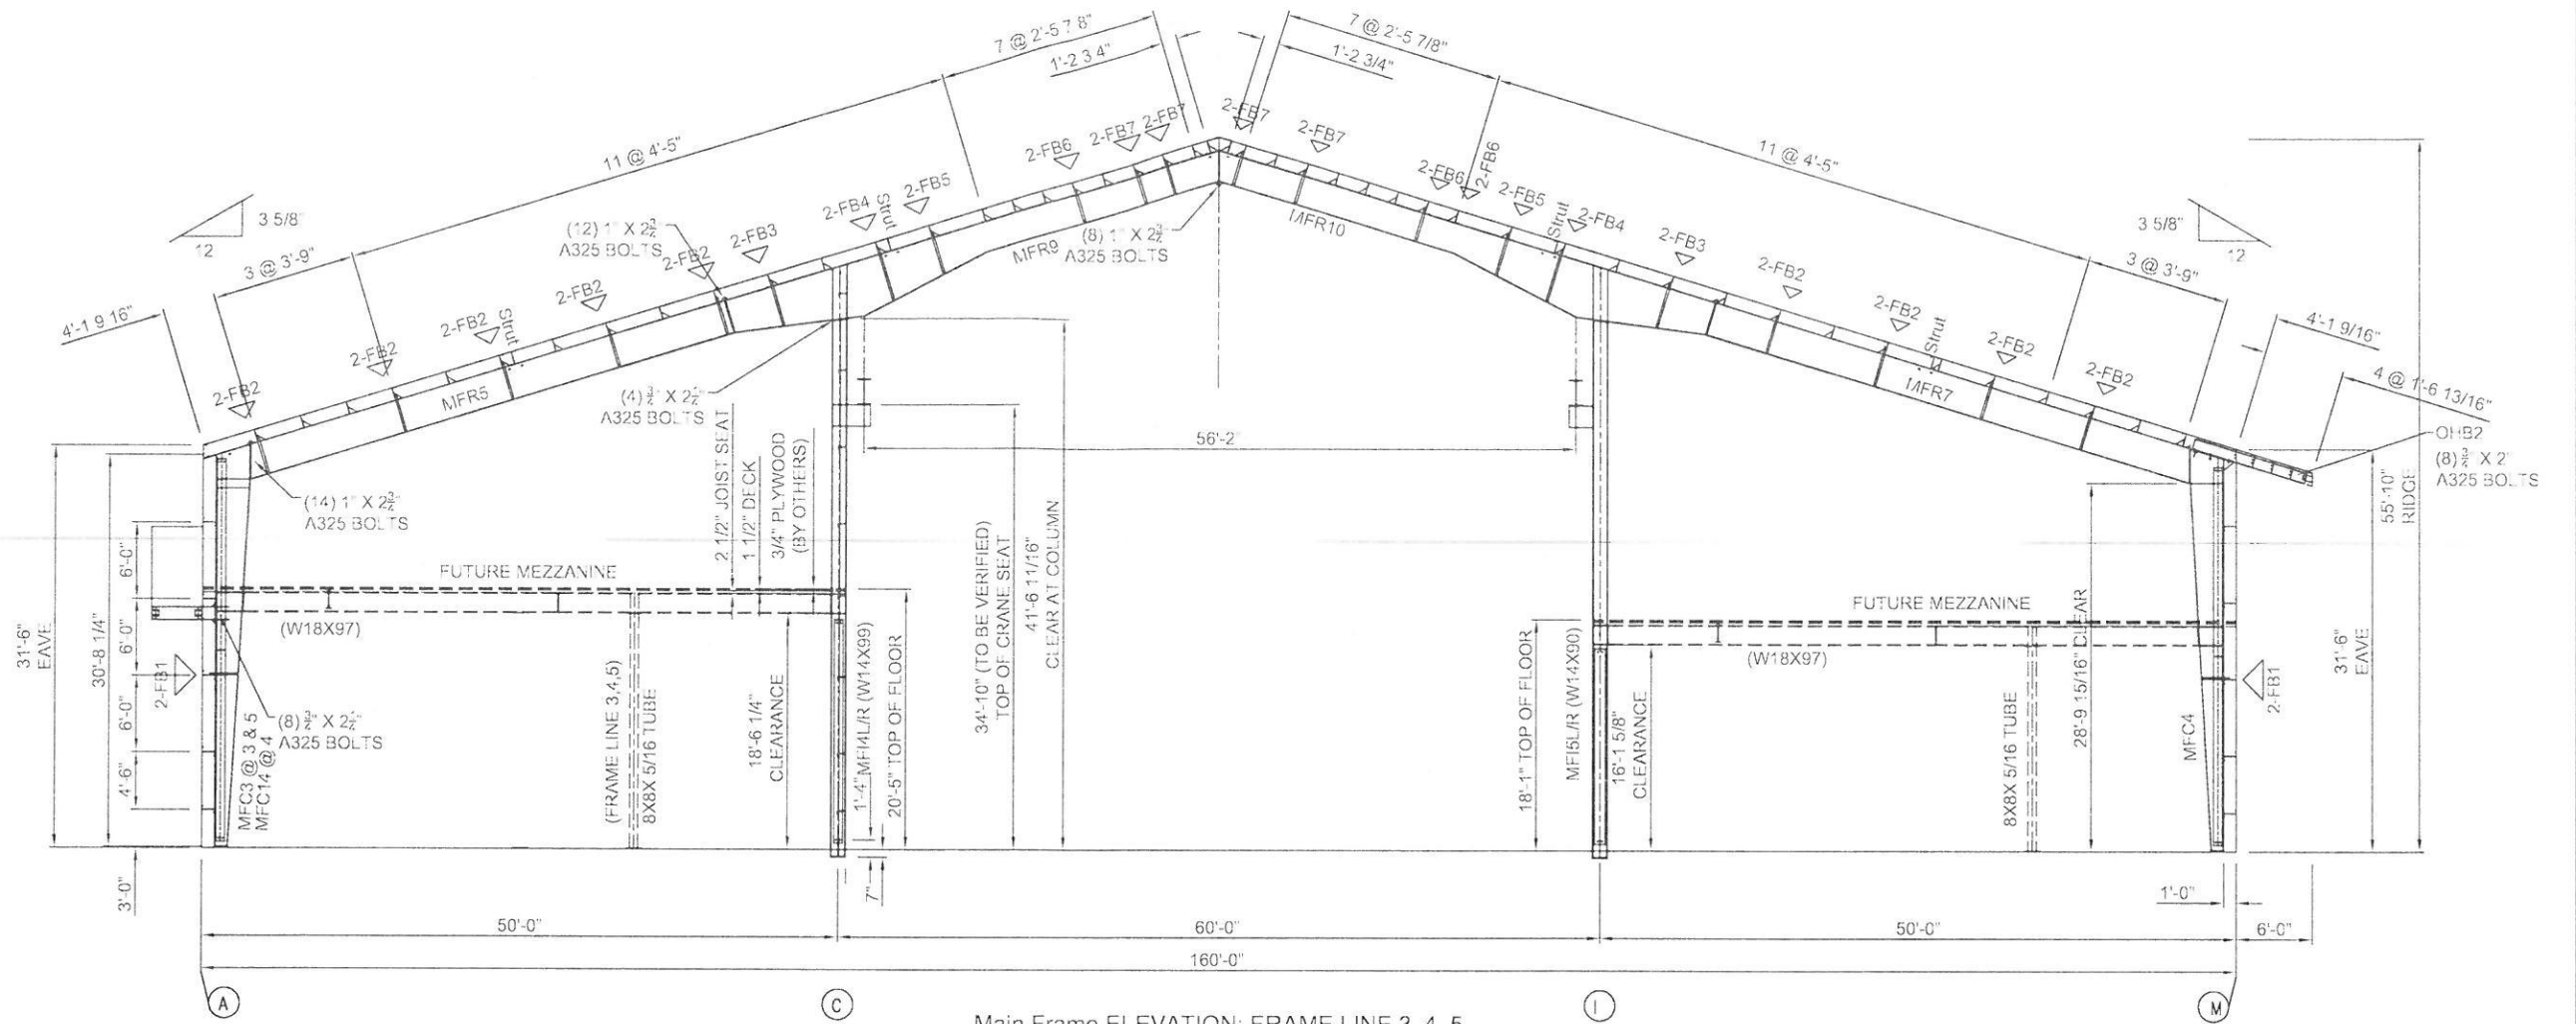 7 @ 2'-5 7 8"
1'-2 3 4"
7 @ 2'-5 7/8"
1'-2 3/4"
11 @ 4'-5"
11 @ 4'-5"
2-FB6
2-FB7
2-FB7
2-FB7
2-FB7
2-FB6
2-FB6
2-FB5
Strut
2-FB4
2-FB3
2-FB2
2-FB2
Strut
2-FB2
2-FB2
2-FB5
Strut
2-FB4
2-FB3
2-FB2
2-FB2
Strut
2-FB2
2-FB2
2-FB2
3 5/8"
12
3 5/8"
12
3 @ 3'-9"
3 @ 3'-9"
4'-1 9 16"
4'-1 9/16"
4 @ 1'-6 13/16"
OHB2
(8) 3/4" X 2"
A325 BOLTS
(12) 1" X 2 3/4"
A325 BOLTS
MFR9
(8) 1" X 2 3/4"
A325 BOLTS
MFR10
MFR5
MFR7
(4) 3/4" X
A325 BOLTS
(14) 1" X 2 3/4"
A325 BOLTS
56'-2"
2 1/2" JOIST SEAT
1 1/2" DECK
3/4" PLYWOOD
(BY OTHERS)
FUTURE MEZZANINE
(W18X97)
FUTURE MEZZANINE
(W18X97)
31'-6"
EAVE
30'-8 1/4"
6'-0"
6'-0"
6'-0"
4'-6"
3'-0"
2-FB1
(8) 3/4" X
A325 BOLTS
MFC3 @ 3 & 5
MFC14 @ 4
(FRAME LINE 3,4,5)
8X8X 5/16 TUBE
18'-6 1/4"
CLEARANCE
1'-4"
MFI4L/R (W14X99)
20'-5" TOP OF FLOOR
7"
34'-10" (TO BE VERIFIED)
TOP OF CRANE SEAT
41'-6 11/16"
CLEAR AT COLUMN
18'-1" TOP OF FLOOR
MFI5L/R (W14X90)
16'-1 5/8"
CLEARANCE
8X8X 5/16 TUBE
28'-9 15/16" CLEAR
MFC4
2-FB1
31'-6"
EAVE
55'-10"
RIDGE
1'-0"
6'-0"
50'-0"
60'-0"
50'-0"
160'-0"
A
C
I
M
Main Frame ELEVATION: FRAME LINE 3 4 5